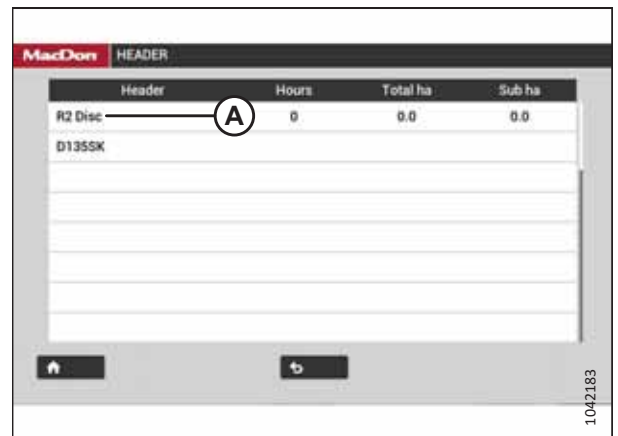 MacDon HEADER
Header Hours Total ha Sub ha
R2 Disc A 0 0.0 0.0
D135SK
1042183